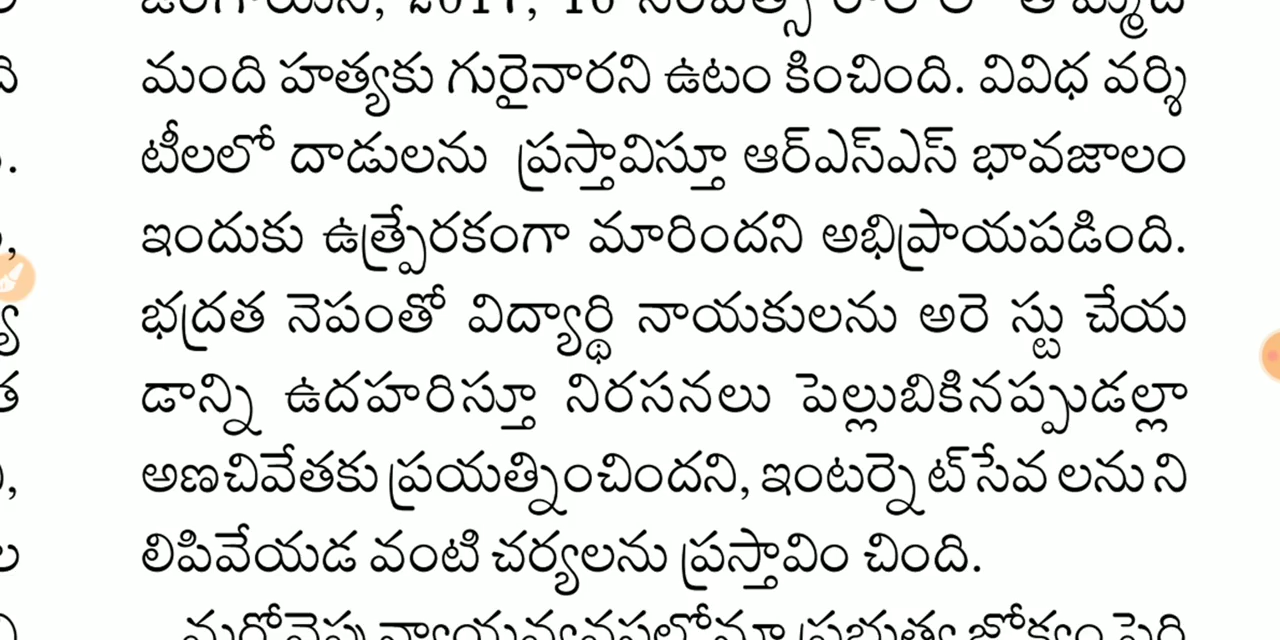 మంది హత్యకు గురైనారని ఉటం కించింది. వివిధ వర్శి
టీలలో దాడులను ప్రస్తావిస్తూ ఆర్ఎస్ఎస్ భావజాలం
ఇందుకు ఉత్ప్రేరకంగా మారిందని అభిప్రాయపడింది.
భద్రత నెపంతో విద్యార్థి నాయకులను అరె స్టు చేయ
డాన్ని ఉదహరిస్తూ నిరసనలు పెల్లుబికినప్పుడల్లా
అణచివేతకు ప్రయత్నించిందని, ఇంటర్నె ట్ సేవ లను ని
లిపివేయడ వంటి చర్యలను ప్రస్తావిం చింది.